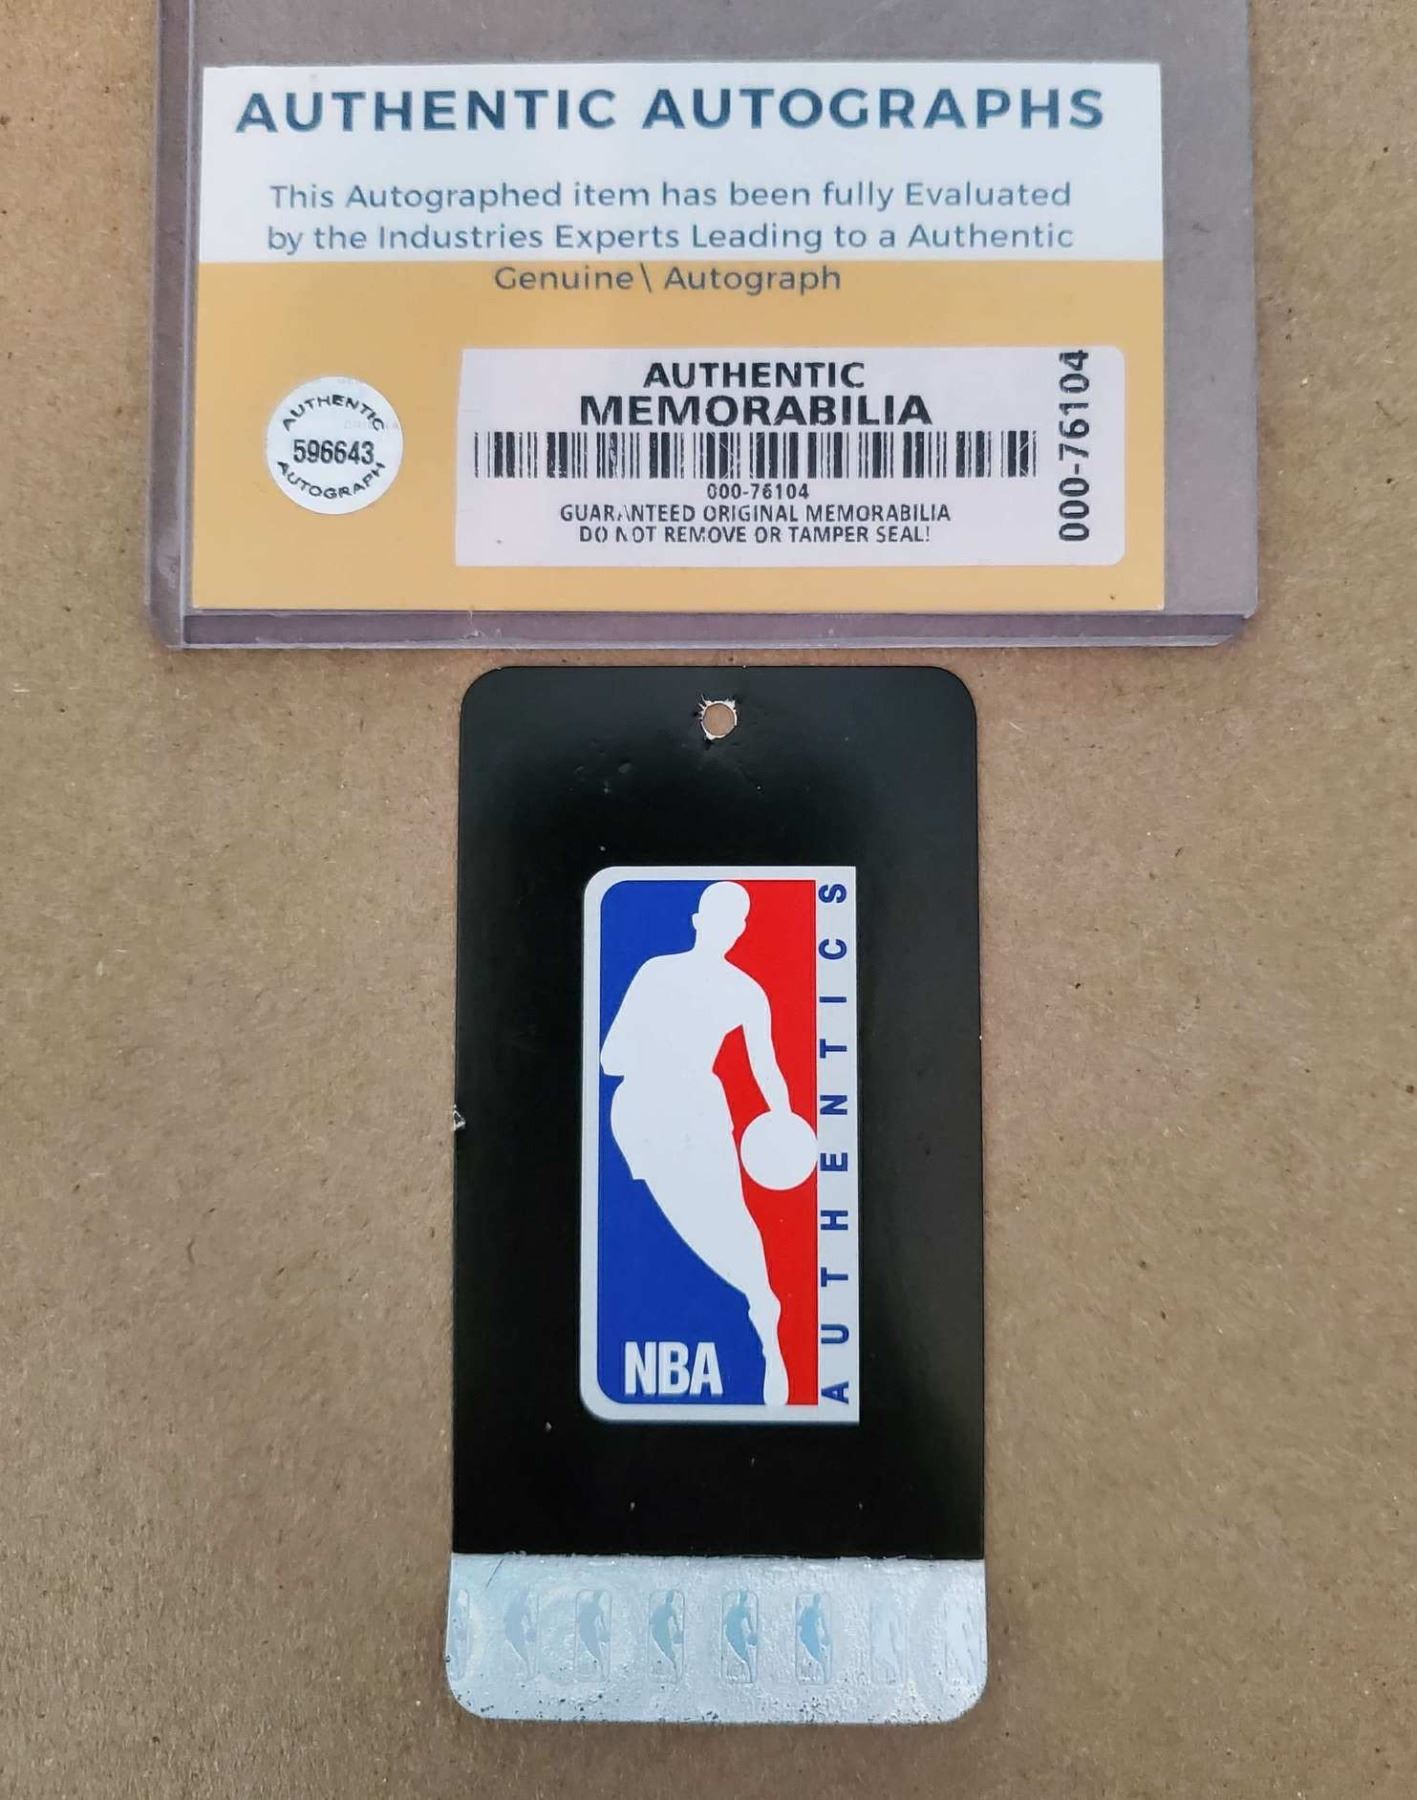 AUTHENTIC AUTOGRAPHS
This Autographed item has been fully Evaluated
by the Industries Experts Leading to a Authentic
Genuine\ Autograph
AUTHENTIC
596643
AUTOGRAPH
AUTHENTIC
MEMORABILIA
000-76104
GUARANTEED ORIGINAL MEMORABILIA
DO NOT REMOVE OR TAMPER SEAL!
000-76104
NBA
AUTHENTICS